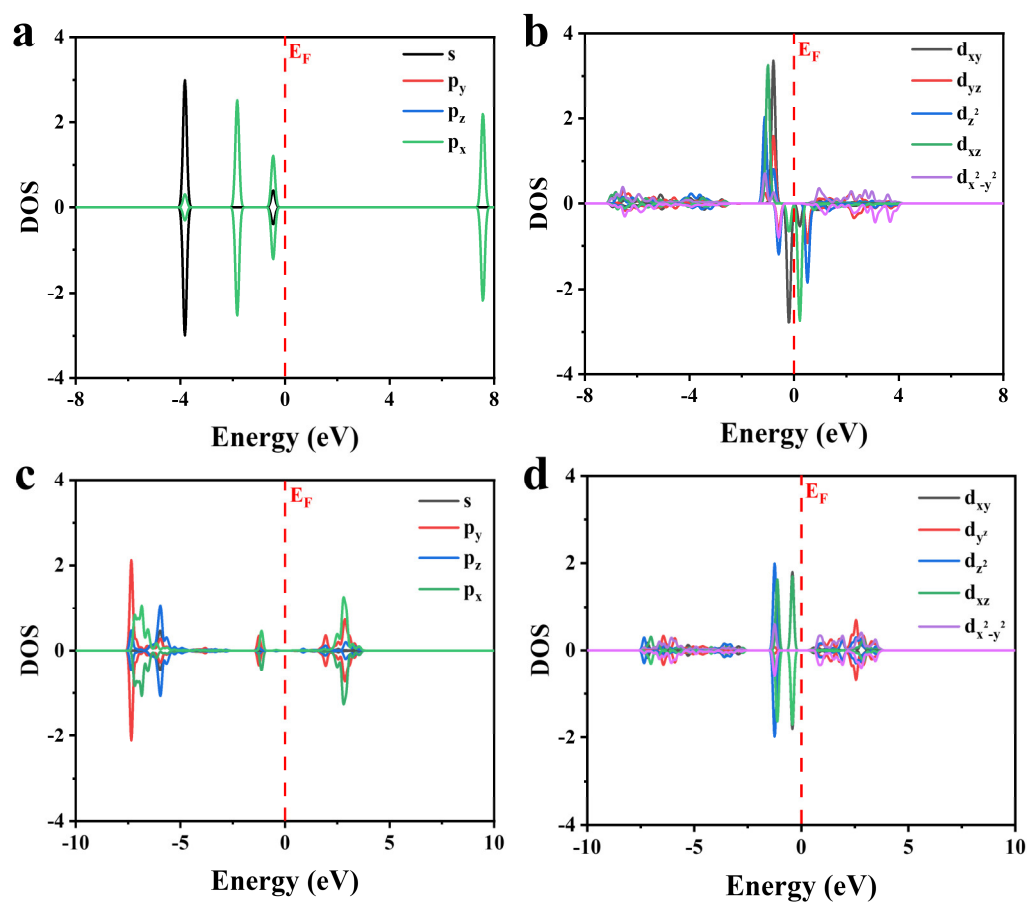 a
4
2
0
-2
-4
DOS
E_F
s
p_y
p_z
p_x
-8
-4
0
4
8
Energy (eV)
b
4
2
0
-2
-4
DOS
E_F
d_xy
d_yz
d_z²
d_xz
d_x²-y²
-8
-4
0
4
8
Energy (eV)
c
4
2
0
-2
-4
DOS
E_F
s
p_y
p_z
p_x
-10
-5
0
5
10
Energy (eV)
d
4
2
0
-2
-4
DOS
E_F
d_xy
d_y^z
d_z²
d_xz
d_x²-y²
-10
-5
0
5
10
Energy (eV)